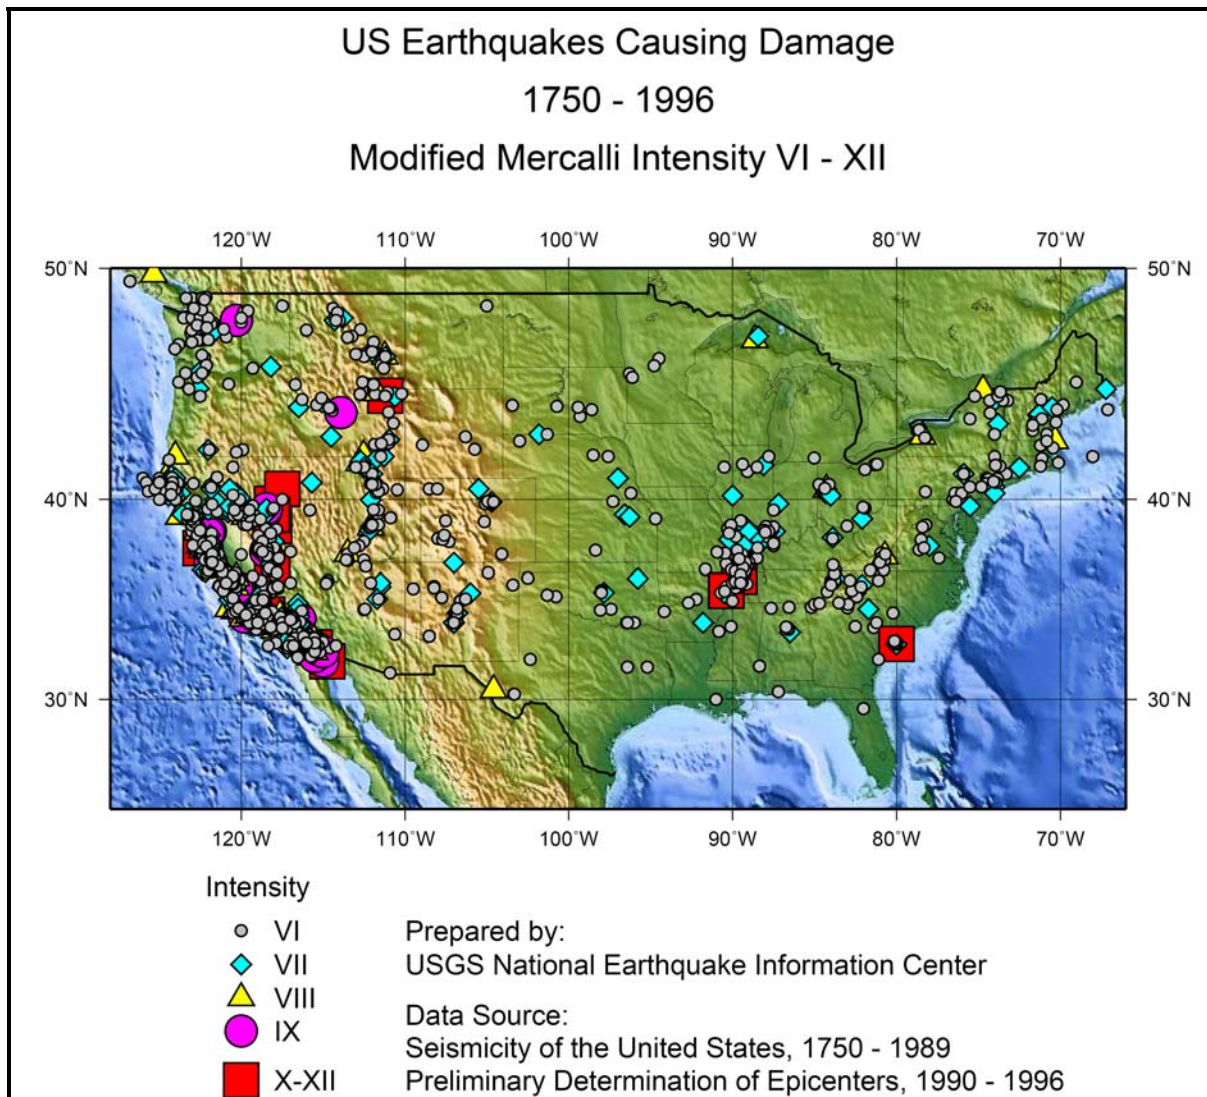 US Earthquakes Causing Damage
1750 - 1996
Modified Mercalli Intensity VI - XII
120˚W 110˚W 100˚W 90˚W 80˚W 70˚W
50˚N 50˚N
40˚N 40˚N
30˚N 30˚N
120˚W 110˚W 100˚W 90˚W 80˚W 70˚W
Intensity
VI Prepared by:
VII USGS National Earthquake Information Center
VIII
Data Source:
IX
Seismicity of the United States, 1750 - 1989
X-XII Preliminary Determination of Epicenters, 1990 - 1996